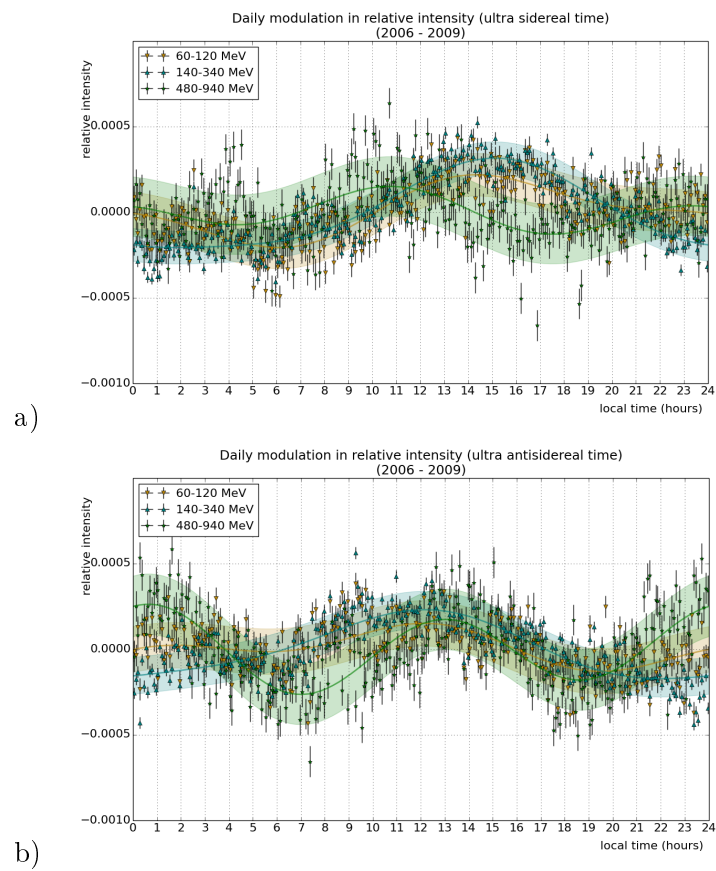 Daily modulation in relative intensity (ultra sidereal time)
(2006 - 2009)
relative intensity
60-120 MeV
140-340 MeV
480-940 MeV
0.0005
0.0000
−0.0005
−0.0010
0 1 2 3 4 5 6 7 8 9 10 11 12 13 14 15 16 17 18 19 20 21 22 23 24
local time (hours)
a)
Daily modulation in relative intensity (ultra antisidereal time)
(2006 - 2009)
relative intensity
60-120 MeV
140-340 MeV
480-940 MeV
0.0005
0.0000
−0.0005
−0.0010
0 1 2 3 4 5 6 7 8 9 10 11 12 13 14 15 16 17 18 19 20 21 22 23 24
local time (hours)
b)